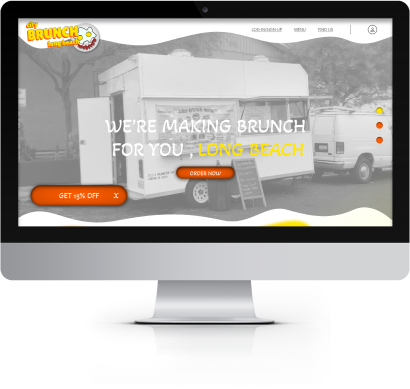 city
BRUNCH
long beach
LOG-IN/SIGN-UP MENU FIND US
WE'RE MAKING BRUNCH
FOR YOU , LONG BEACH
ORDER NOW
GET 15% OFF X